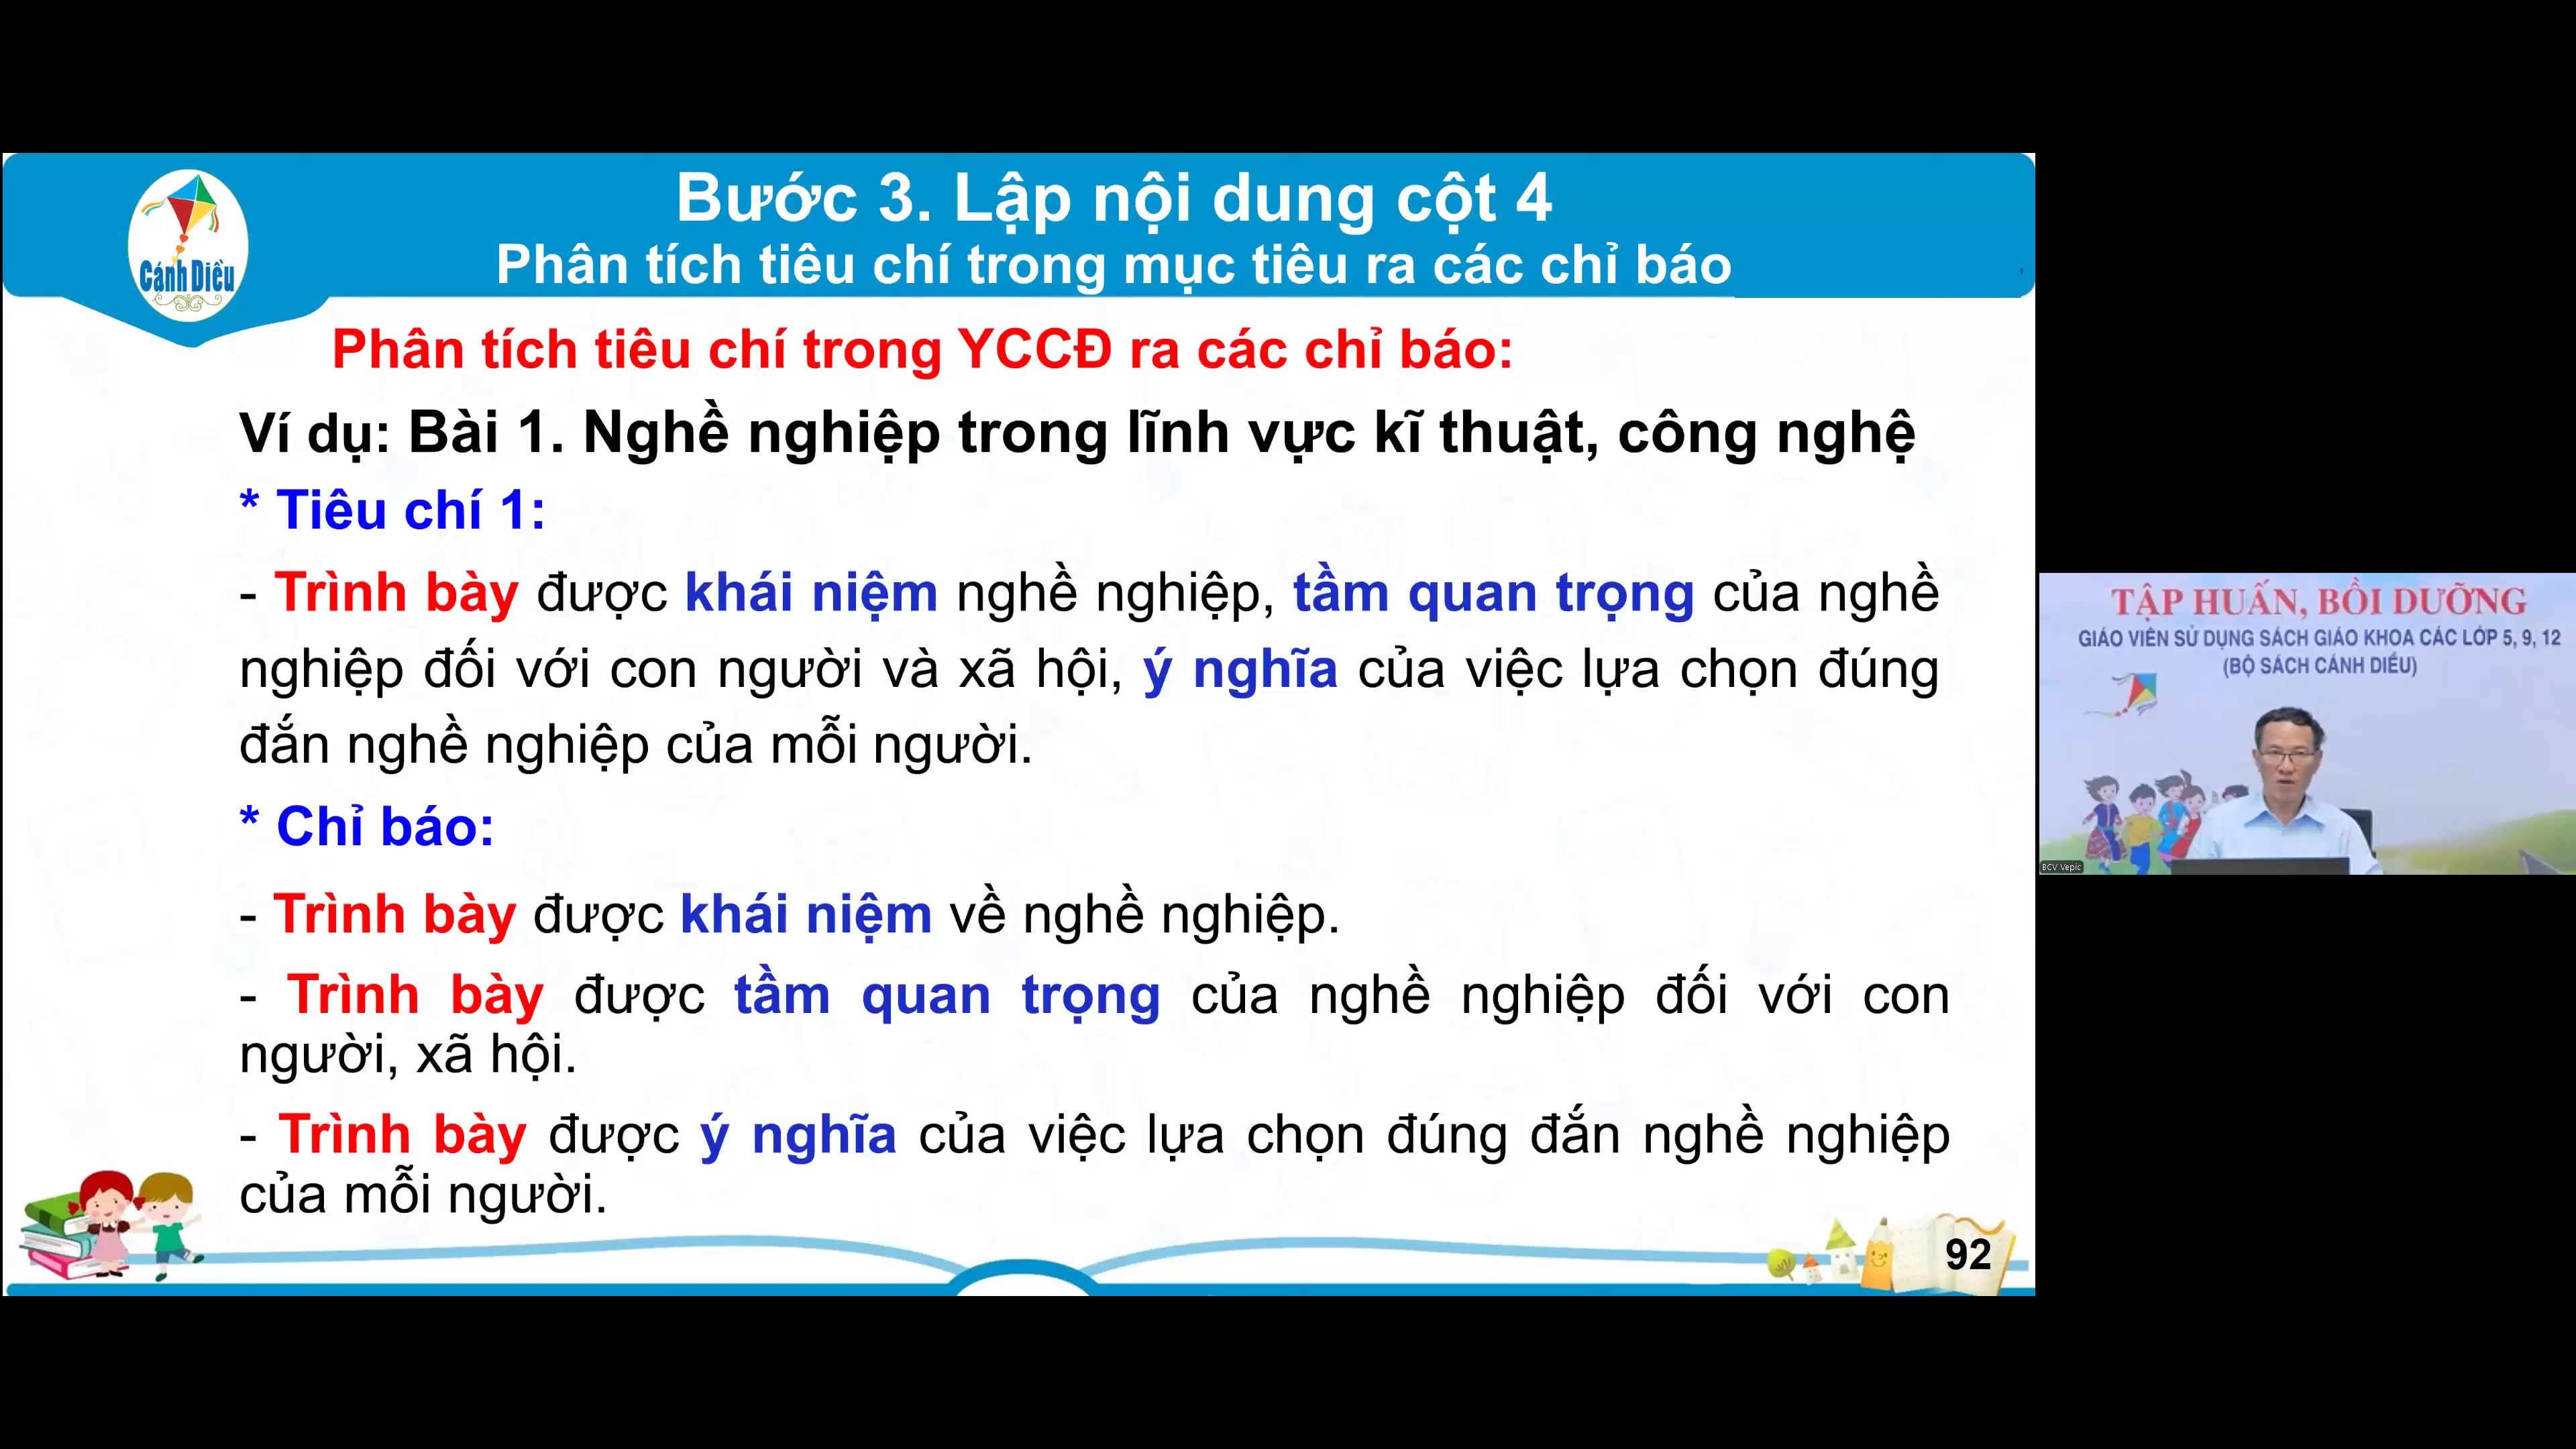 Bước 3. Lập nội dung cột 4
Phân tích tiêu chí trong mục tiêu ra các chỉ báo
Cánh Diều
Phân tích tiêu chí trong YCCĐ ra các chỉ báo:
Ví dụ: Bài 1. Nghề nghiệp trong lĩnh vực kĩ thuật, công nghệ
* Tiêu chí 1:
- Trình bày được khái niệm nghề nghiệp, tầm quan trọng của nghề
nghiệp đối với con người và xã hội, ý nghĩa của việc lựa chọn đúng
đắn nghề nghiệp của mỗi người.
* Chỉ báo:
- Trình bày được khái niệm về nghề nghiệp.
- Trình bày được tầm quan trọng của nghề nghiệp đối với con
người, xã hội.
- Trình bày được ý nghĩa của việc lựa chọn đúng đắn nghề nghiệp
của mỗi người.
92
TẬP HUẤN, BỒI DƯỠNG
GIÁO VIÊN SỬ DỤNG SÁCH GIÁO KHOA CÁC LỚP 5, 9, 12
(BỘ SÁCH CÁNH DIỀU)
BCV Vepic